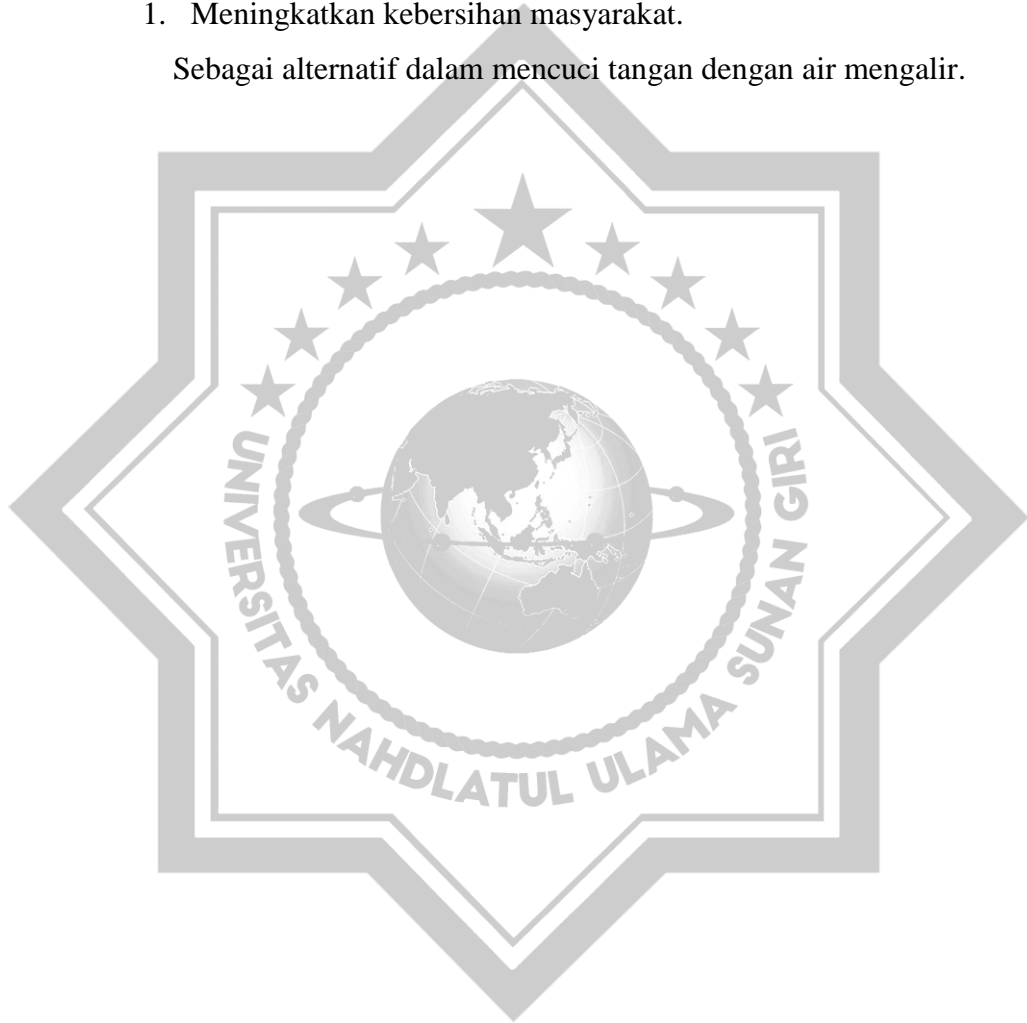 1. Meningkatkan kebersihan masyarakat.
Sebagai alternatif dalam mencuci tangan dengan air mengalir.
UNIVERSITAS NAHDLATUL ULAMA SUNAN GIRI